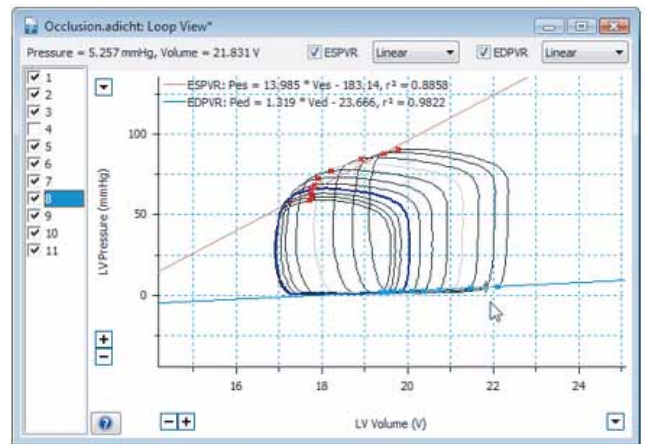 Occlusion.adicht: Loop View*
Pressure = 5.257 mmHg, Volume = 21.831 V
ESPVR Linear
EDPVR Linear
1
2
3
4
5
6
7
8
9
10
11
ESPVR: Pes = 13.985 * Ves - 183.14, r² = 0.8858
EDPVR: Ped = 1.319 * Ved - 23.666, r² = 0.9822
LV Pressure (mmHg)
100
50
0
16 18 20 22 24
LV Volume (V)